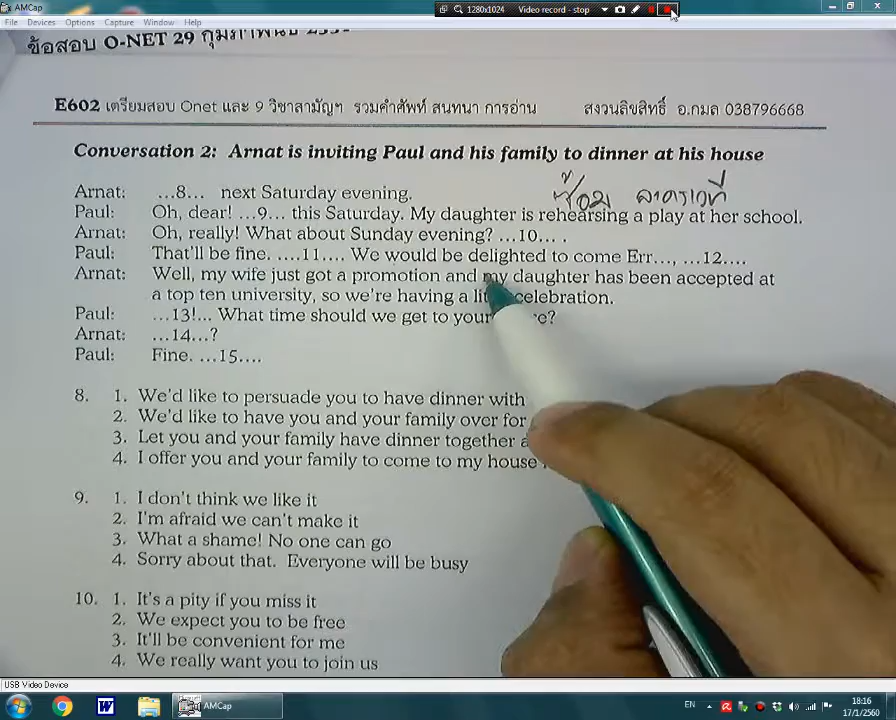 AMCap
1280x1024 Video record - stop
File Devices Options Capture Window Help
ข้อสอบ O-NET 29
E602 เตรียมสอบ Onet และ 9 วิชาสามัญฯ รวมคำศัพท์ สนทนา การอ่าน สงวนลิขสิทธิ์ อ.กมล 038796668
Conversation 2: Arnat is inviting Paul and his family to dinner at his house
ซ้อม
Arnat: ...8... next Saturday evening.
Paul: Oh, dear! ...9... this Saturday. My daughter is rehearsing a play at her school.
Arnat: Oh, really! What about Sunday evening? ...10... .
Paul: That'll be fine. ....11.... We would be delighted to come Err..., ...12....
Arnat: Well, my wife just got a promotion and my daughter has been accepted at
a top ten university, so we're having a celebration.
Paul: ...13!... What time should we get to your
Arnat: ...14...?
Paul: Fine. ...15....
8. 1. We'd like to persuade you to have dinner with
2. We'd like to have you and your family over for
3. Let you and your family have dinner together
4. I offer you and your family to come to my house
9. 1. I don't think we like it
2. I'm afraid we can't make it
3. What a shame! No one can go
4. Sorry about that. Everyone will be busy
10. 1. It's a pity if you miss it
2. We expect you to be free
3. It'll be convenient for me
4. We really want you to join us
USB Video Device
AMCap
EN
18:16
17/1/2560